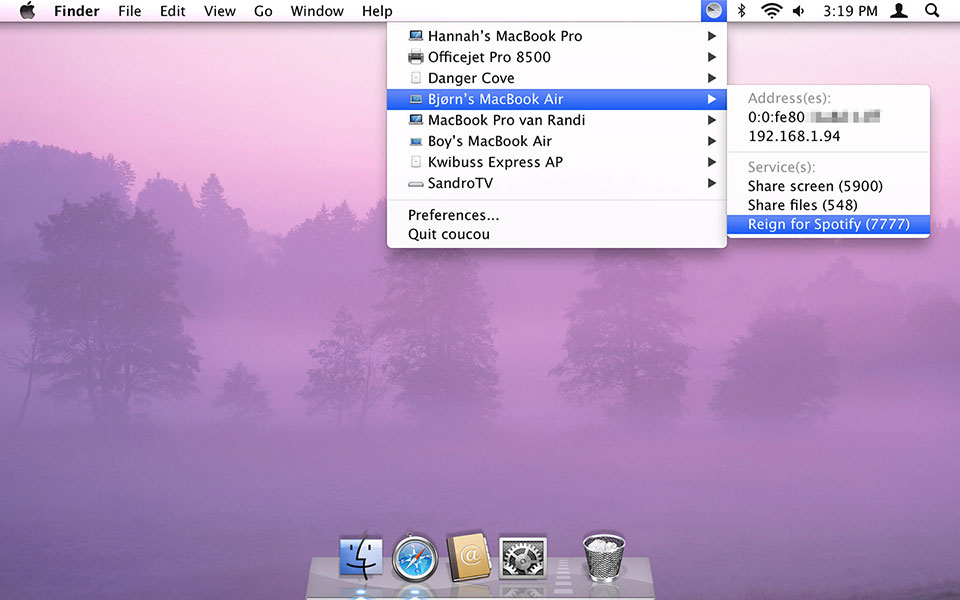 Finder File Edit View Go Window Help 3:19 PM
Hannah's MacBook Pro
Officejet Pro 8500
Danger Cove
Bjørn's MacBook Air
MacBook Pro van Randi
Boy's MacBook Air
Kwibuss Express AP
SandroTV
Preferences...
Quit coucou
Address(es):
0:0:fe80
192.168.1.94
Service(s):
Share screen (5900)
Share files (548)
Reign for Spotify (7777)
@